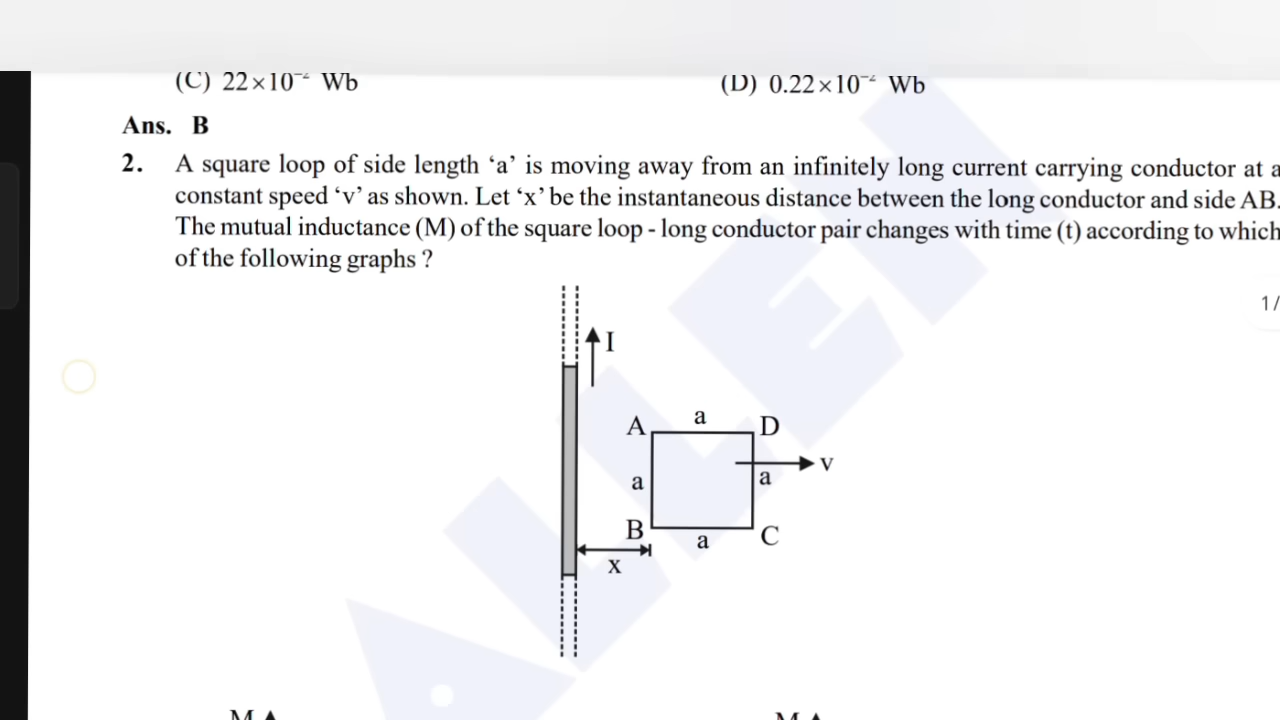 (C) 22×10⁻² Wb
(D) 0.22×10⁻² Wb
Ans. B
2. A square loop of side length ‘a’ is moving away from an infinitely long current carrying conductor at a
constant speed ‘v’ as shown. Let ‘x’ be the instantaneous distance between the long conductor and side AB.
The mutual inductance (M) of the square loop - long conductor pair changes with time (t) according to which
of the following graphs ?
1/
I
A a D
v
a a
B C
a
x
M M
ALLEN